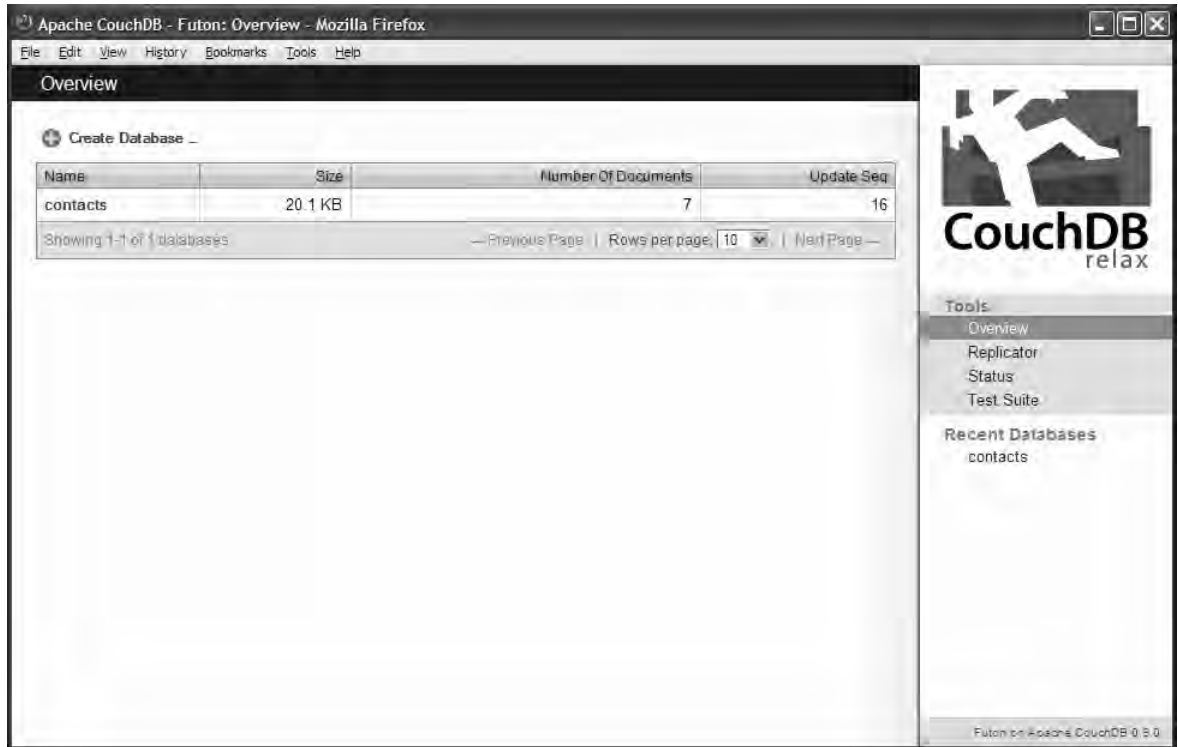 Apache CouchDB - Futon: Overview - Mozilla Firefox
File Edit View History Bookmarks Tools Help
Overview
Create Database ...
Name Size Number Of Documents Update Seq
contacts 20.1 KB 7 16
Showing 1-1 of 1 databases ← Previous Page | Rows per page: 10 | Next Page →
CouchDB
relax
Tools
Overview
Replicator
Status
Test Suite
Recent Databases
contacts
Futon on Apache CouchDB